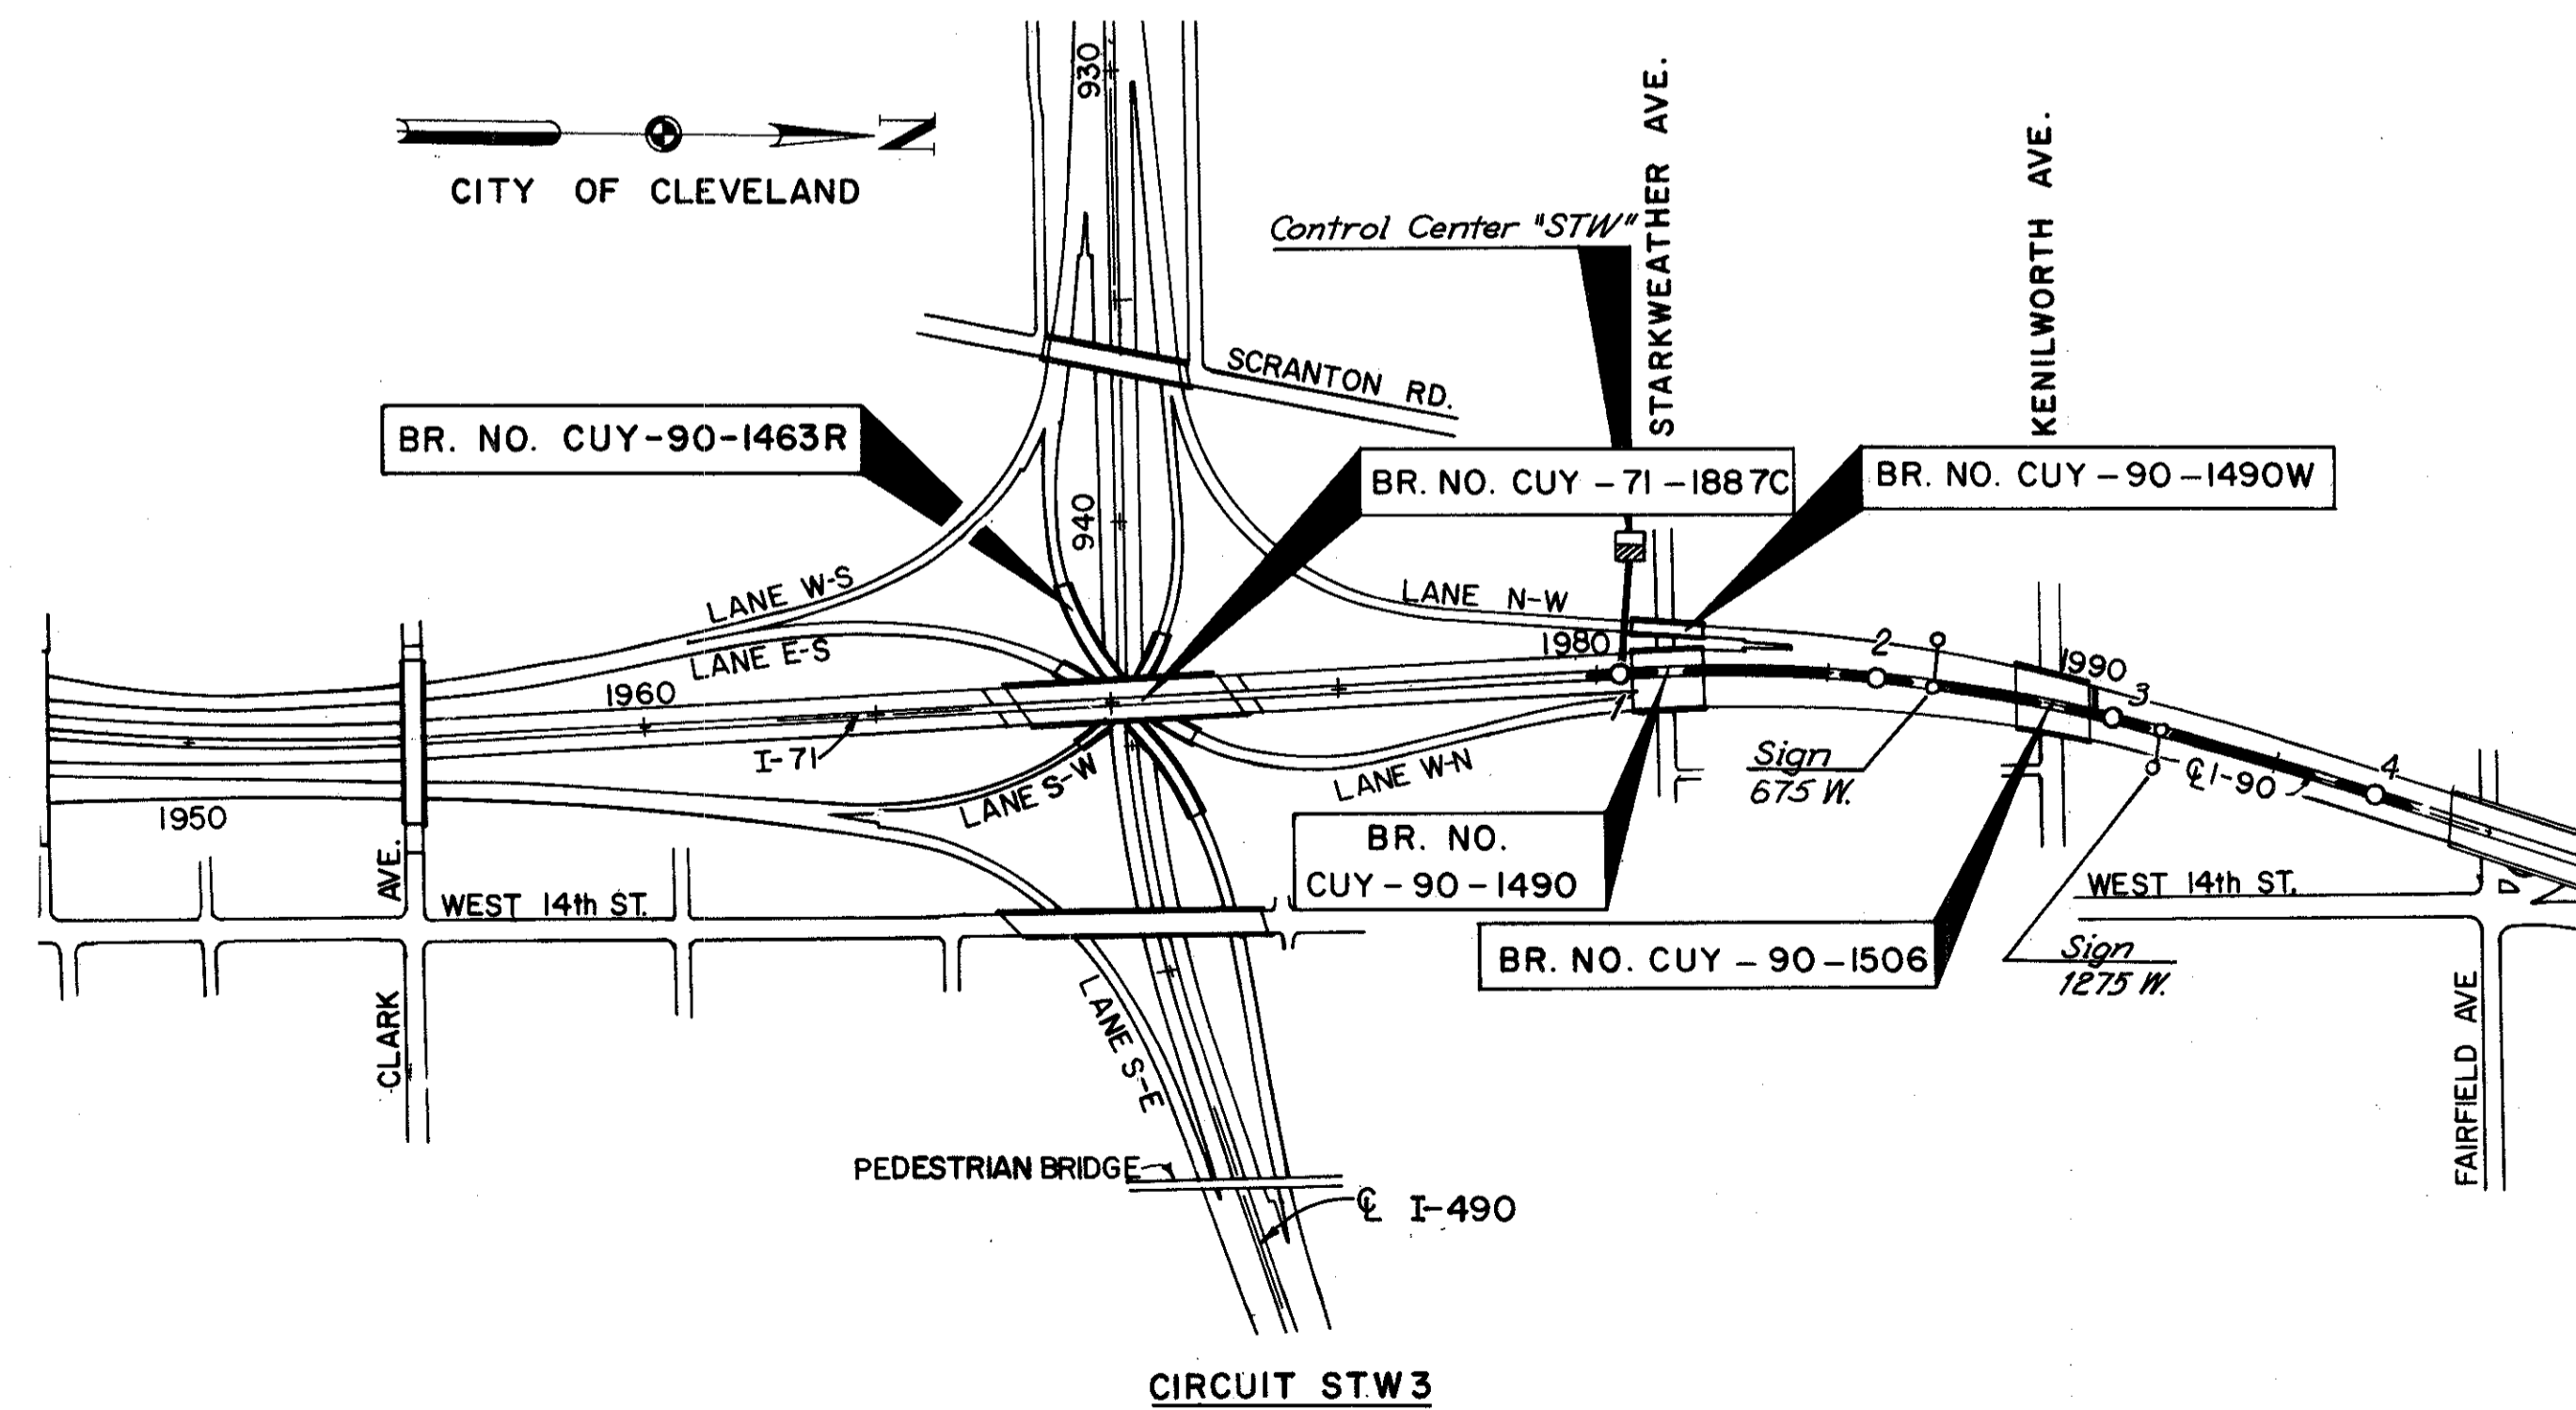 930
N
CITY OF CLEVELAND
Control Center "STW"
STARKWEATHER AVE.
KENILWORTH AVE.
SCRANTON RD.
BR. NO. CUY-90-1463R
BR. NO. CUY-71-1887C
BR. NO. CUY-90-1490W
940
LANE W-S
LANE E-S
LANE N-W
1980
2
1990
3
1960
I-71
1
LANE W-N
Sign
675 W.
℄ I-90
4
1950
LANE S-W
BR. NO.
CUY-90-1490
CLARK AVE.
WEST 14th ST.
WEST 14th ST.
BR. NO. CUY-90-1506
Sign
1275 W.
LANE S-E
FAIRFIELD AVE
PEDESTRIAN BRIDGE
℄ I-490
CIRCUIT STW3